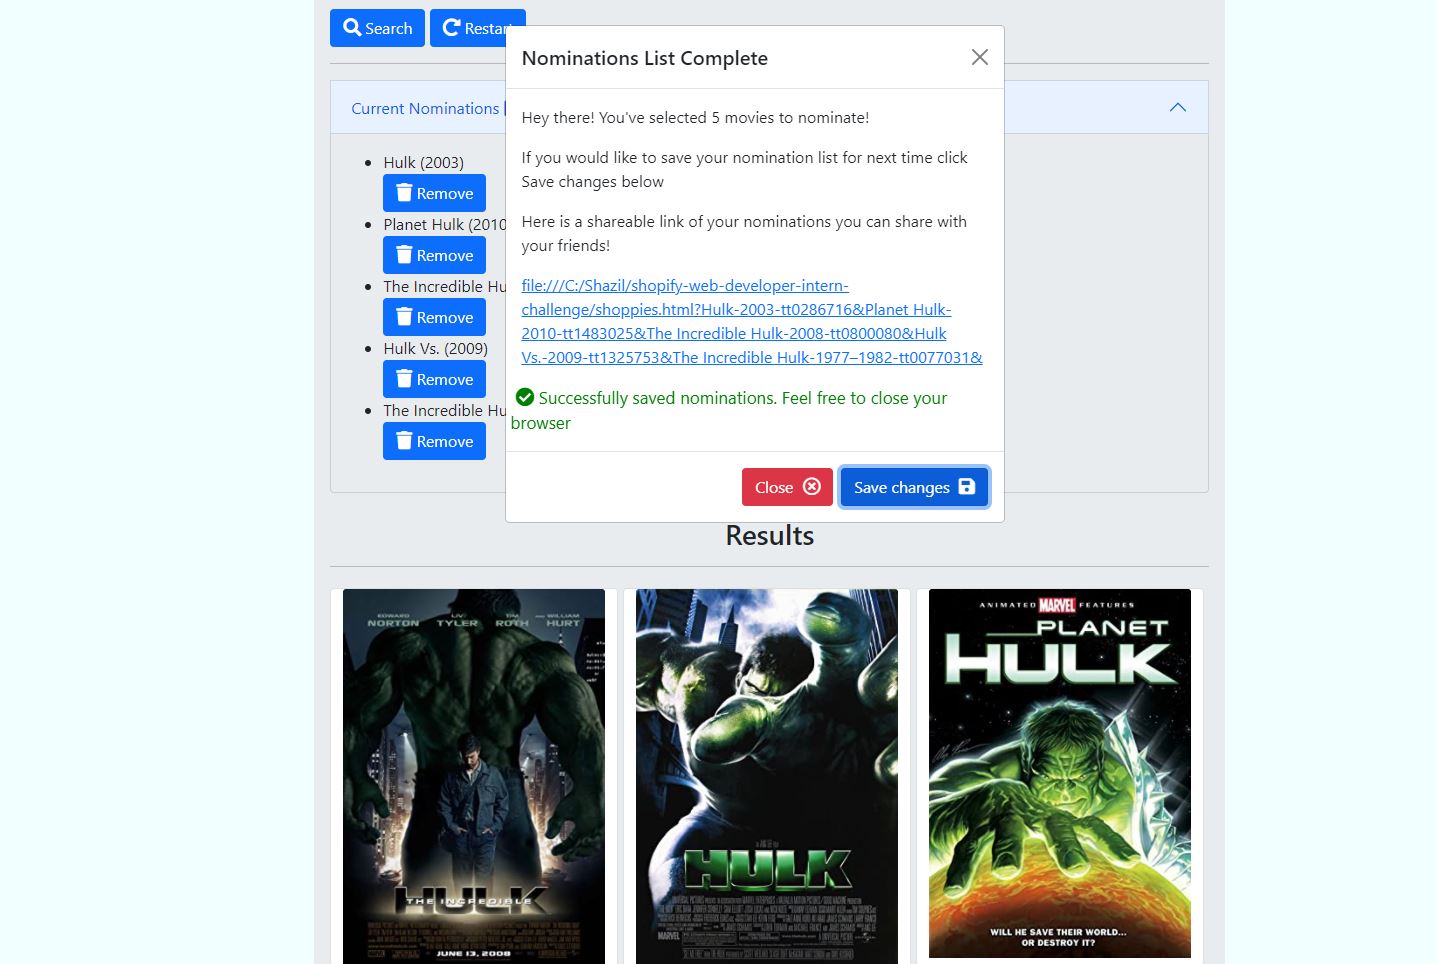 Search
Restart
Nominations List Complete
Current Nominations
Hey there! You've selected 5 movies to nominate!
If you would like to save your nomination list for next time click
Save changes below
Here is a shareable link of your nominations you can share with
your friends!
file:///C:/Shazil/shopify-web-developer-intern-
challenge/shoppies.html?Hulk-2003-tt0286716&Planet Hulk-
2010-tt1483025&The Incredible Hulk-2008-tt0800080&Hulk
Vs.-2009-tt1325753&The Incredible Hulk-1977–1982-tt0077031&
Successfully saved nominations. Feel free to close your
browser
Close
Save changes
Hulk (2003)
Remove
Planet Hulk (2010
Remove
The Incredible Hu
Remove
Hulk Vs. (2009)
Remove
The Incredible Hu
Remove
Results
EDWARD NORTON LIV TYLER TIM ROTH AND WILLIAM HURT
THE INCREDIBLE
HULK
JUNE 13, 2008
HULK
MARVEL
ANIMATED MARVEL FEATURES
PLANET
HULK
WILL HE SAVE THEIR WORLD...
OR DESTROY IT?